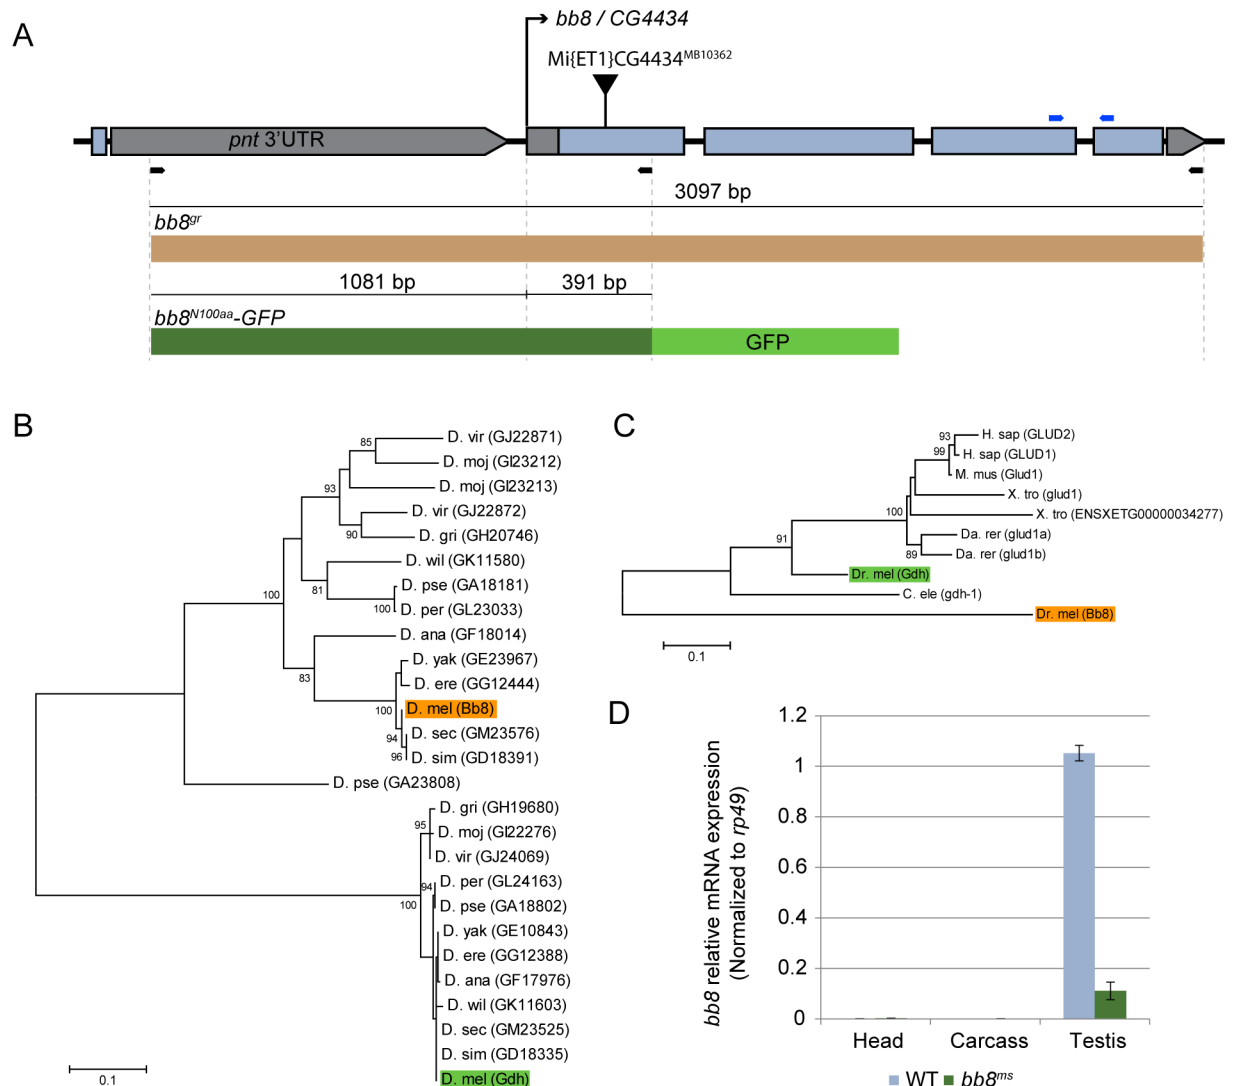 A
bb8 / CG4434
Mi{ET1}CG4434MB10362
pnt 3'UTR
3097 bp
bb8gr
1081 bp
391 bp
bb8N100aa-GFP
GFP
B
D. vir (GJ22871)
85
D. moj (GI23212)
D. moj (GI23213)
93
D. vir (GJ22872)
90
D. gri (GH20746)
D. wil (GK11580)
81
D. pse (GA18181)
100
D. per (GL23033)
100
D. ana (GF18014)
83
D. yak (GE23967)
D. ere (GG12444)
100
D. mel (Bb8)
94
D. sec (GM23576)
96
D. sim (GD18391)
D. pse (GA23808)
D. gri (GH19680)
95
D. moj (GI22276)
D. vir (GJ24069)
D. per (GL24163)
94
100
D. pse (GA18802)
D. yak (GE10843)
D. ere (GG12388)
D. ana (GF17976)
D. wil (GK11603)
D. sec (GM23525)
D. sim (GD18335)
D. mel (Gdh)
0.1
C
93
H. sap (GLUD2)
99
H. sap (GLUD1)
M. mus (Glud1)
X. tro (glud1)
100
X. tro (ENSXETG00000034277)
Da. rer (glud1a)
89
Da. rer (glud1b)
91
Dr. mel (Gdh)
C. ele (gdh-1)
Dr. mel (Bb8)
0.1
D
bb8 relative mRNA expression
(Normalized to rp49)
1.2
1
0.8
0.6
0.4
0.2
0
Head
Carcass
Testis
WT
bb8ms